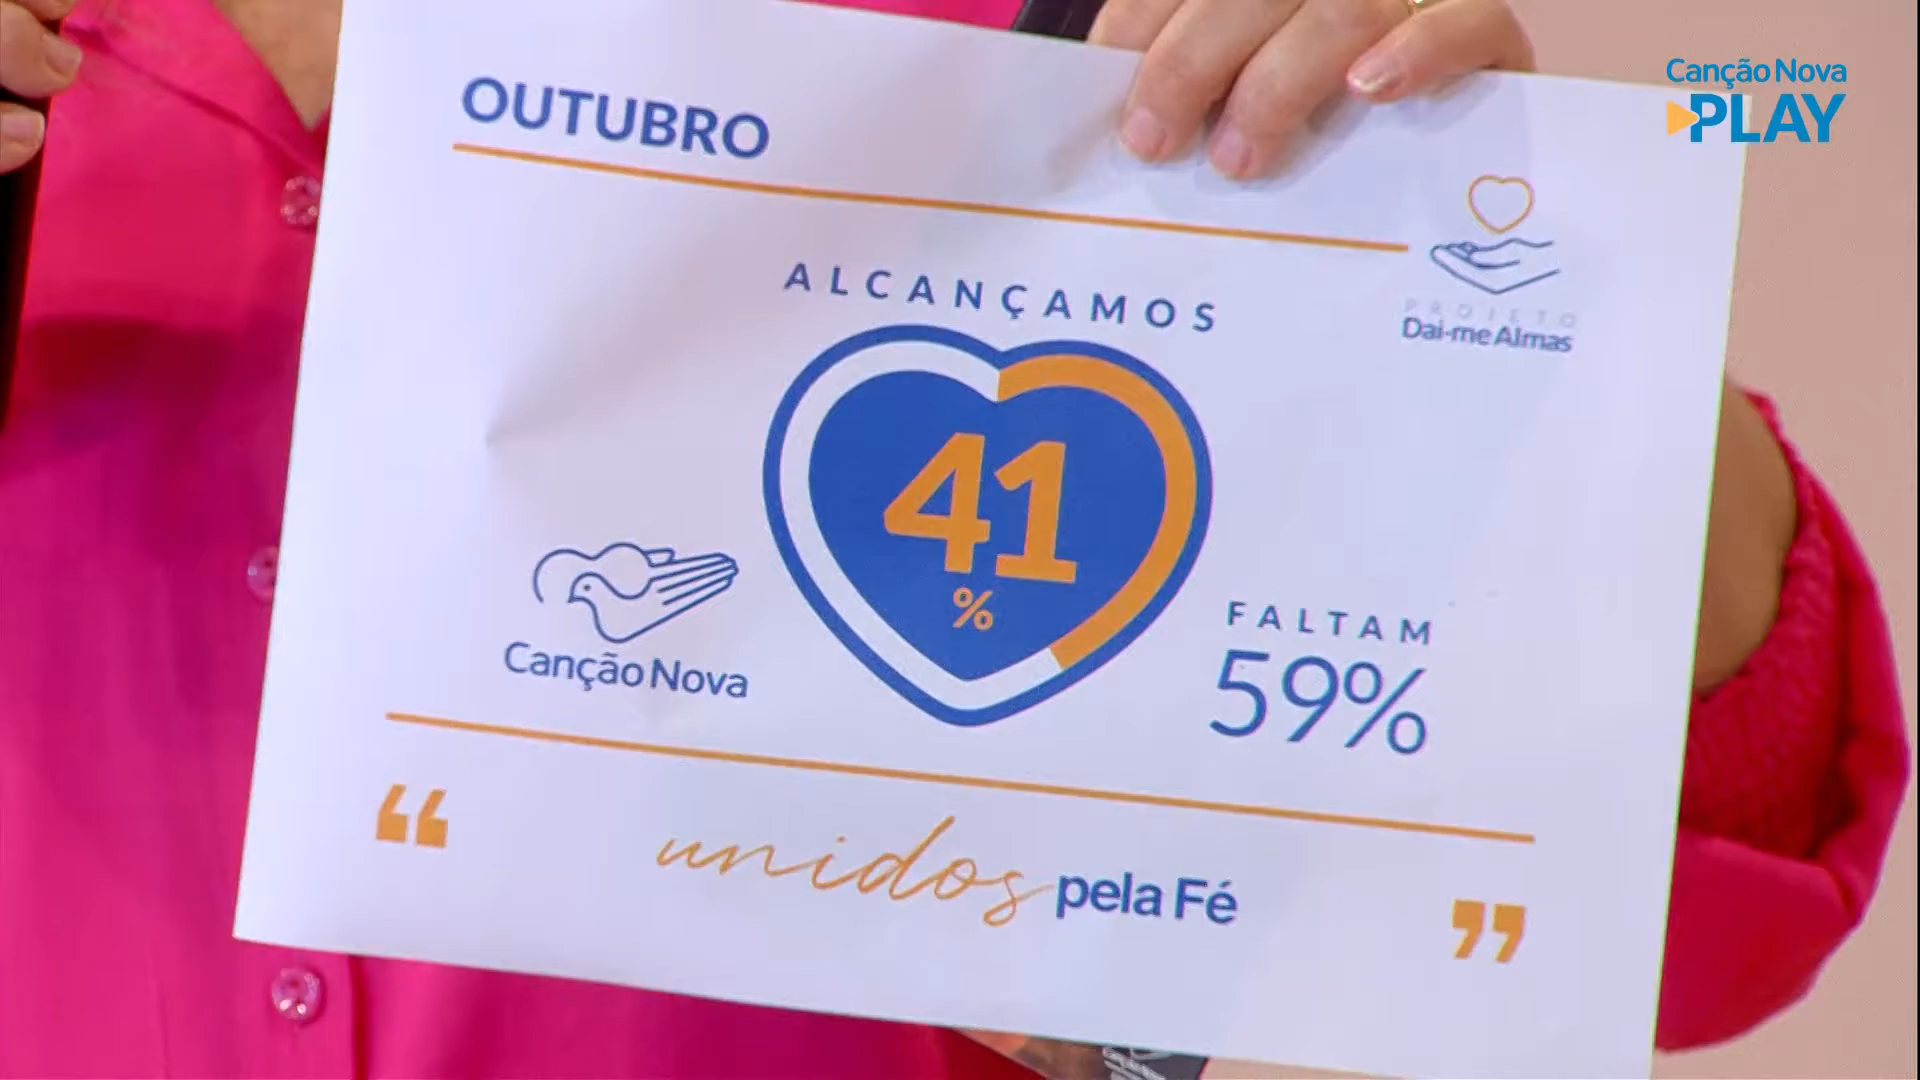 Canção Nova
PLAY
OUTUBRO
PROJETO
Dai-me Almas
ALCANÇAMOS
41
%
Canção Nova
FALTAM
59%
“ unidos pela Fé ”